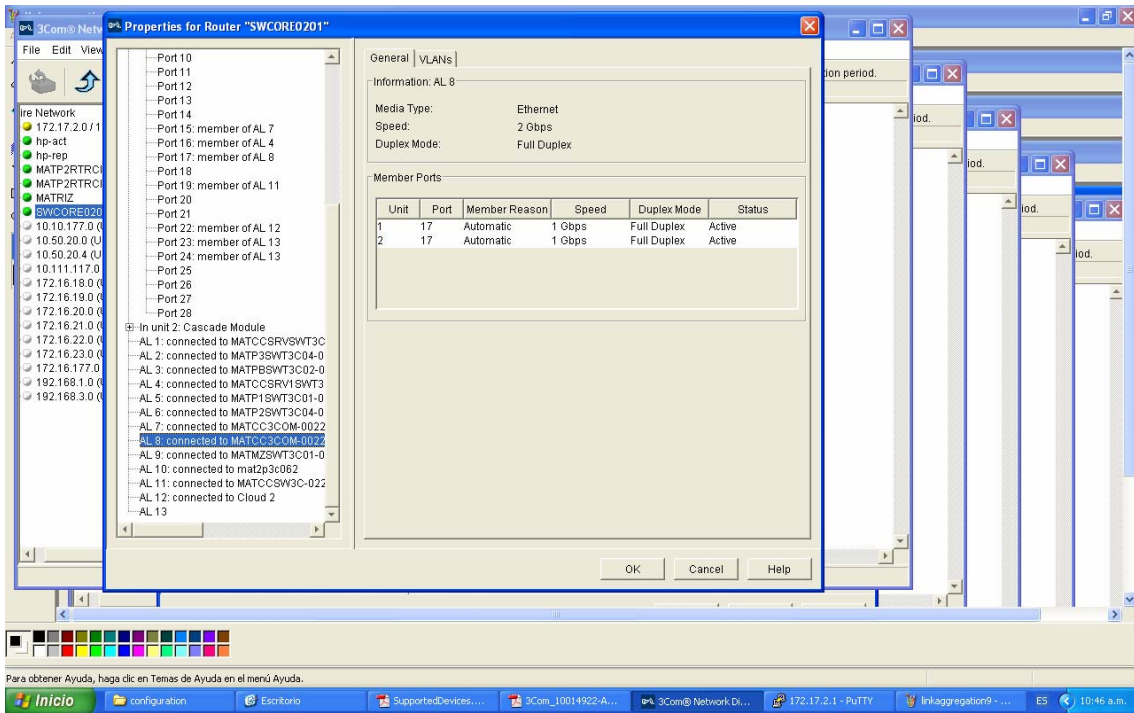 3Com® Netw
Properties for Router "SWCORE0201"
File Edit View
ire Network
172.17.2.0 / 1
hp-act
hp-rep
MATP2RTRCI
MATP2RTRCI
MATRIZ
SWCORE020
10.10.177.0 (U
10.50.20.0 (U
10.50.20.4 (U
10.111.117.0
172.16.18.0 (U
172.16.19.0 (U
172.16.20.0 (U
172.16.21.0 (U
172.16.22.0 (U
172.16.23.0 (U
172.16.177.0
192.168.1.0 (U
192.168.3.0 (U
Port 10
Port 11
Port 12
Port 13
Port 14
Port 15: member of AL 7
Port 16: member of AL 4
Port 17: member of AL 8
Port 18
Port 19: member of AL 11
Port 20
Port 21
Port 22: member of AL 12
Port 23: member of AL 13
Port 24: member of AL 13
Port 25
Port 26
Port 27
Port 28
In unit 2: Cascade Module
AL 1: connected to MATCCSRVSWT3C
AL 2: connected to MATP3SWT3C04-0
AL 3: connected to MATPBSWT3C02-0
AL 4: connected to MATCCSRV1SWT3
AL 5: connected to MATP1SWT3C01-0
AL 6: connected to MATP2SWT3C04-0
AL 7: connected to MATCC3COM-0022
AL 8: connected to MATCC3COM-0022
AL 9: connected to MATMZSWT3C01-0
AL 10: connected to mat2p3c062
AL 11: connected to MATCCSW3C-022
AL 12: connected to Cloud 2
AL 13
General VLANs
Information: AL 8
Media Type: Ethernet
Speed: 2 Gbps
Duplex Mode: Full Duplex
Member Ports
Unit Port Member Reason Speed Duplex Mode Status
1 17 Automatic 1 Gbps Full Duplex Active
2 17 Automatic 1 Gbps Full Duplex Active
OK Cancel Help
ion period.
iod.
iod.
iod.
iod.
Para obtener Ayuda, haga clic en Temas de Ayuda en el menú Ayuda.
Inicio configuration Escritorio SupportedDevices.... 3Com_10014922-A... 3Com® Network Di... 172.17.2.1 - PuTTY linkaggregation9 - ... ES 10:46 a.m.